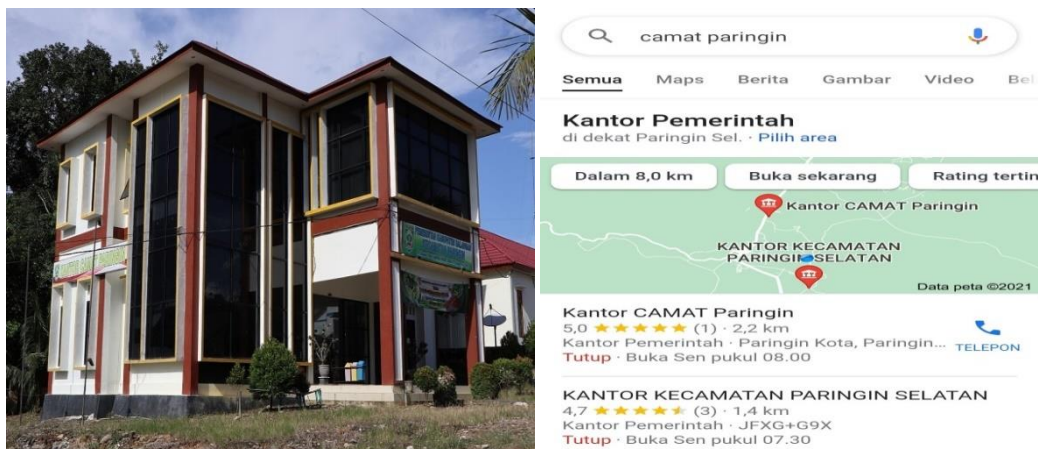 camat paringin
Semua Maps Berita Gambar Video Bel
Kantor Pemerintah
di dekat Paringin Sel. · Pilih area
Dalam 8,0 km Buka sekarang Rating tertin
Kantor CAMAT Paringin
KANTOR KECAMATAN
PARINGIN SELATAN
Data peta ©2021
Kantor CAMAT Paringin
5,0 ★★★★★ (1) · 2,2 km
Kantor Pemerintah · Paringin Kota, Paringin...
TELEPON
Tutup · Buka Sen pukul 08.00
KANTOR KECAMATAN PARINGIN SELATAN
4,7 ★★★★★ (3) · 1,4 km
Kantor Pemerintah · JFXG+G9X
Tutup · Buka Sen pukul 07.30